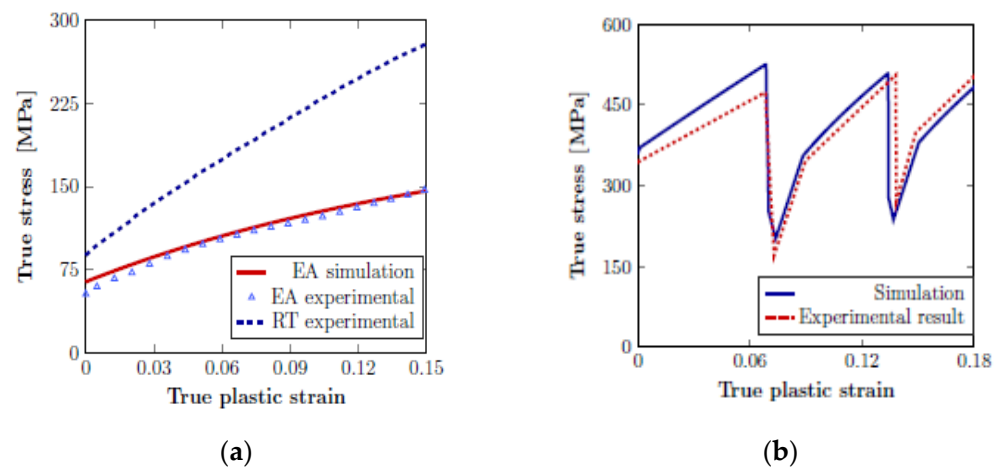 300
225
150
75
0
0
0.03
0.06
0.09
0.12
0.15
True stress [MPa]
True plastic strain
EA simulation
EA experimental
RT experimental
(a)
600
450
300
150
0
0
0.06
0.12
0.18
True stress [MPa]
True plastic strain
Simulation
Experimental result
(b)